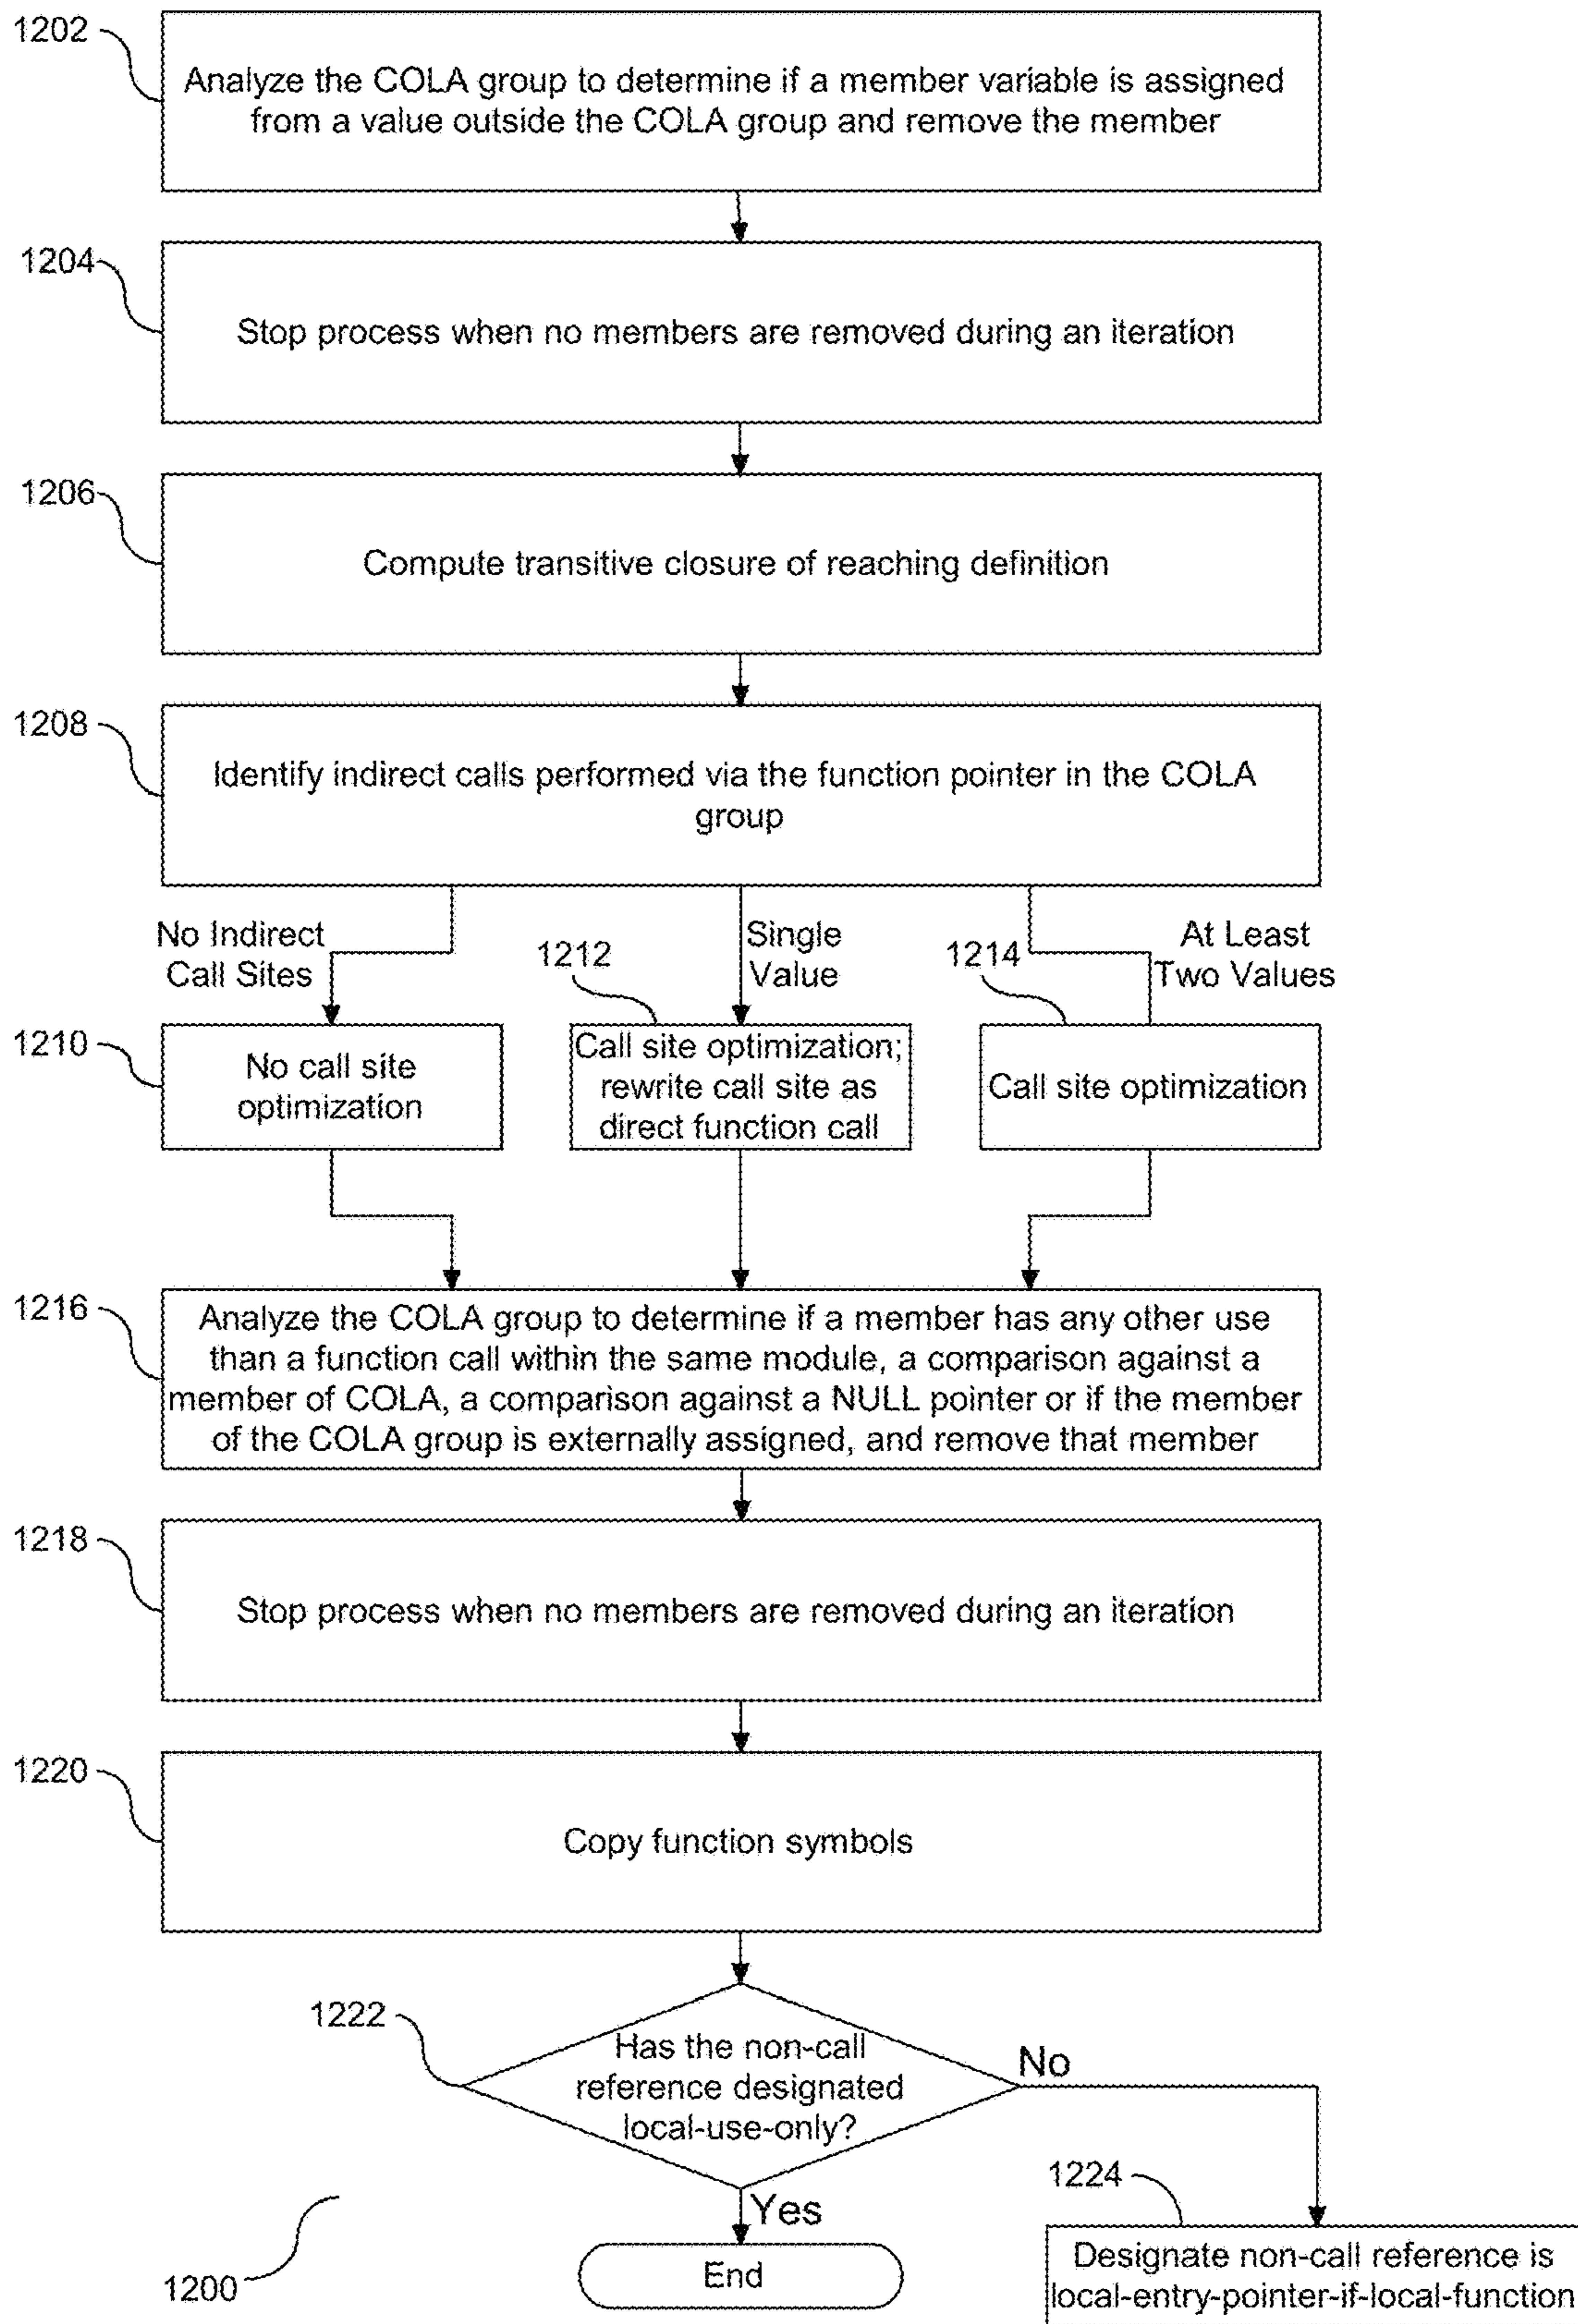 1202
Analyze the COLA group to determine if a member variable is assigned
from a value outside the COLA group and remove the member
1204
Stop process when no members are removed during an iteration
1206
Compute transitive closure of reaching definition
1208
Identify indirect calls performed via the function pointer in the COLA
group
No Indirect
Call Sites
1212
Single
Value
1214
At Least
Two Values
1210
No call site
optimization
Call site optimization;
rewrite call site as
direct function call
Call site optimization
1216
Analyze the COLA group to determine if a member has any other use
than a function call within the same module, a comparison against a
member of COLA, a comparison against a NULL pointer or if the member
of the COLA group is externally assigned, and remove that member
1218
Stop process when no members are removed during an iteration
1220
Copy function symbols
1222
Has the non-call
reference designated
local-use-only?
No
Yes
1224
End
Designate non-call reference is
local-entry-pointer-if-local-function
1200